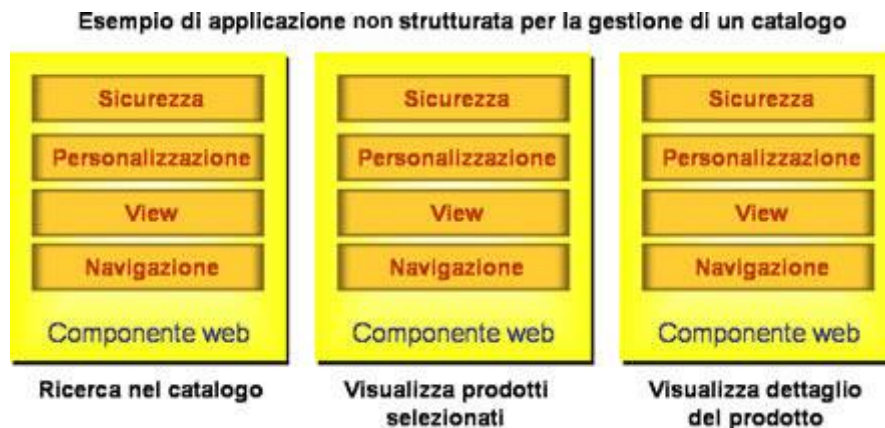 Esempio di applicazione non strutturata per la gestione di un catalogo
Sicurezza
Personalizzazione
View
Navigazione
Componente web
Ricerca nel catalogo
Sicurezza
Personalizzazione
View
Navigazione
Componente web
Visualizza prodotti
selezionati
Sicurezza
Personalizzazione
View
Navigazione
Componente web
Visualizza dettaglio
del prodotto